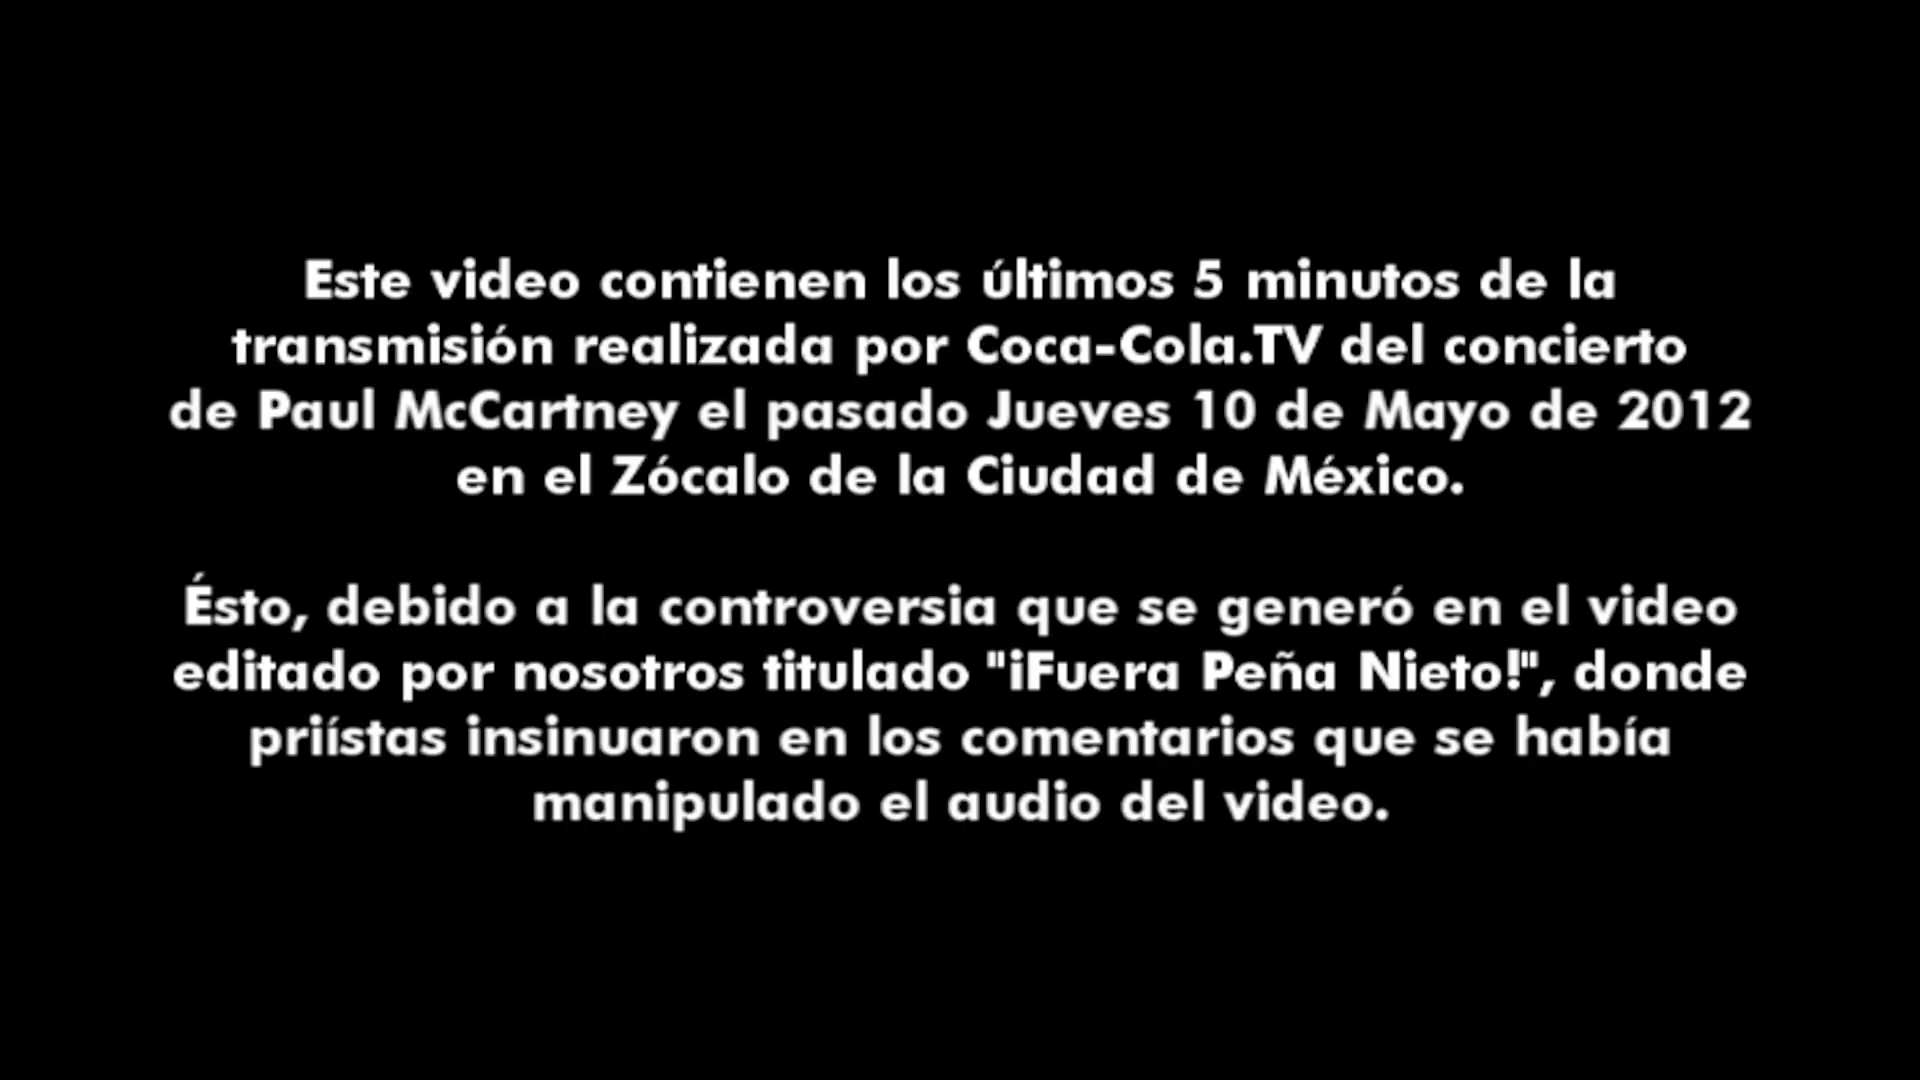 Este video contienen los últimos 5 minutos de la
transmisión realizada por Coca-Cola.TV del concierto
de Paul McCartney el pasado Jueves 10 de Mayo de 2012
en el Zócalo de la Ciudad de México.
Ésto, debido a la controversia que se generó en el video
editado por nosotros titulado "¡Fuera Peña Nieto!", donde
priístas insinuaron en los comentarios que se había
manipulado el audio del video.